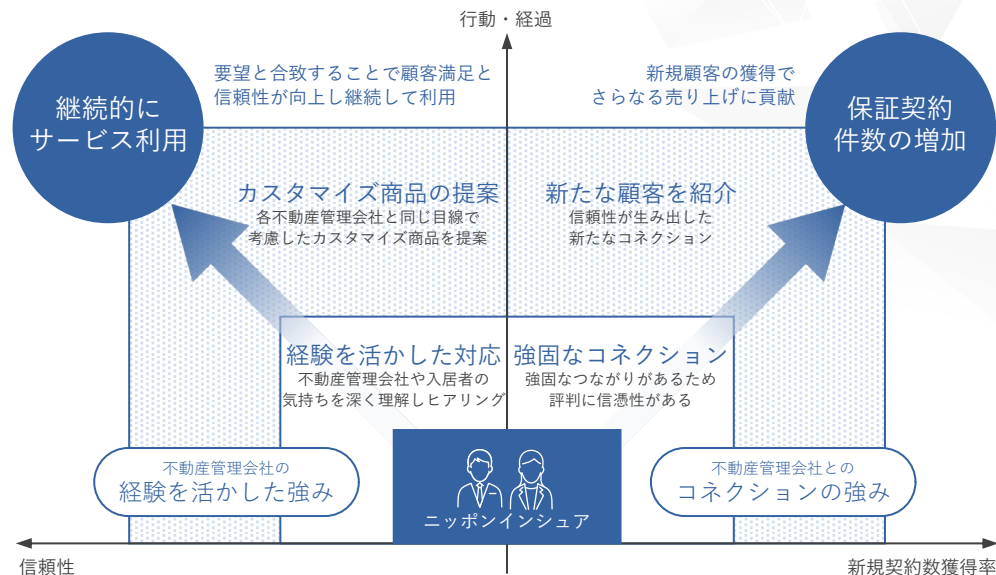 行動・経過
継続的に
サービス利用
要望と合致することで顧客満足と
信頼性が向上し継続して利用
新規顧客の獲得で
さらなる売り上げに貢献
保証契約
件数の増加
カスタマイズ商品の提案
各不動産管理会社と同じ目線で
考慮したカスタマイズ商品を提案
新たな顧客を紹介
信頼性が生み出した
新たなコネクション
経験を活かした対応
不動産管理会社や入居者の
気持ちを深く理解しヒアリング
強固なコネクション
強固なつながりがあるため
評判に信憑性がある
不動産管理会社の
経験を活かした強み
ニッポンインシュア
不動産管理会社との
コネクションの強み
信頼性
新規契約数獲得率